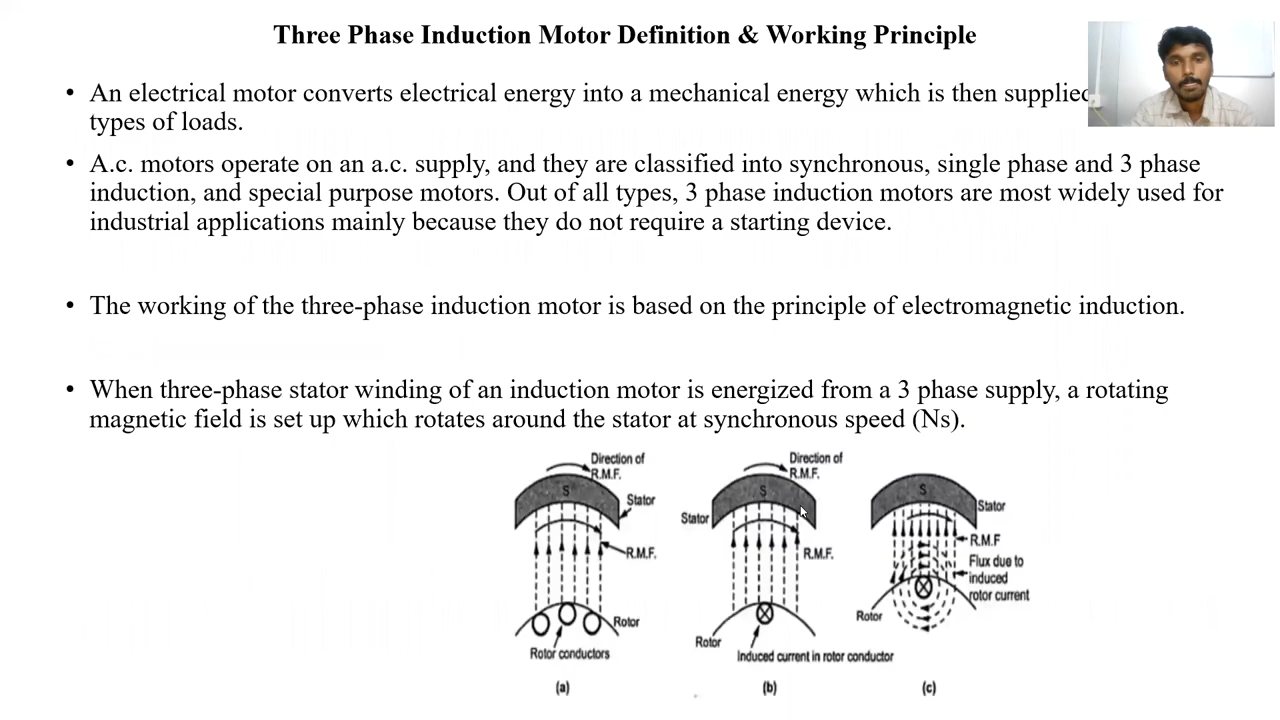 Three Phase Induction Motor Definition & Working Principle
• An electrical motor converts electrical energy into a mechanical energy which is then supplied
types of loads.
• A.c. motors operate on an a.c. supply, and they are classified into synchronous, single phase and 3 phase
induction, and special purpose motors. Out of all types, 3 phase induction motors are most widely used for
industrial applications mainly because they do not require a starting device.
• The working of the three-phase induction motor is based on the principle of electromagnetic induction.
• When three-phase stator winding of an induction motor is energized from a 3 phase supply, a rotating
magnetic field is set up which rotates around the stator at synchronous speed (Ns).
Direction of
R.M.F.
S
Stator
R.M.F.
Rotor
Rotor conductors
(a)
Direction of
R.M.F.
S
Stator
R.M.F.
Rotor
Induced current in rotor conductor
(b)
S
Stator
R.M.F
Flux due to
induced
rotor current
Rotor
(c)